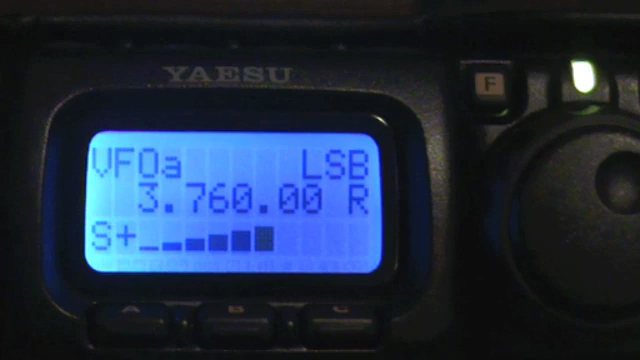 YAESU
F
VFOa LSB
3.760.00 R
S+
A B C